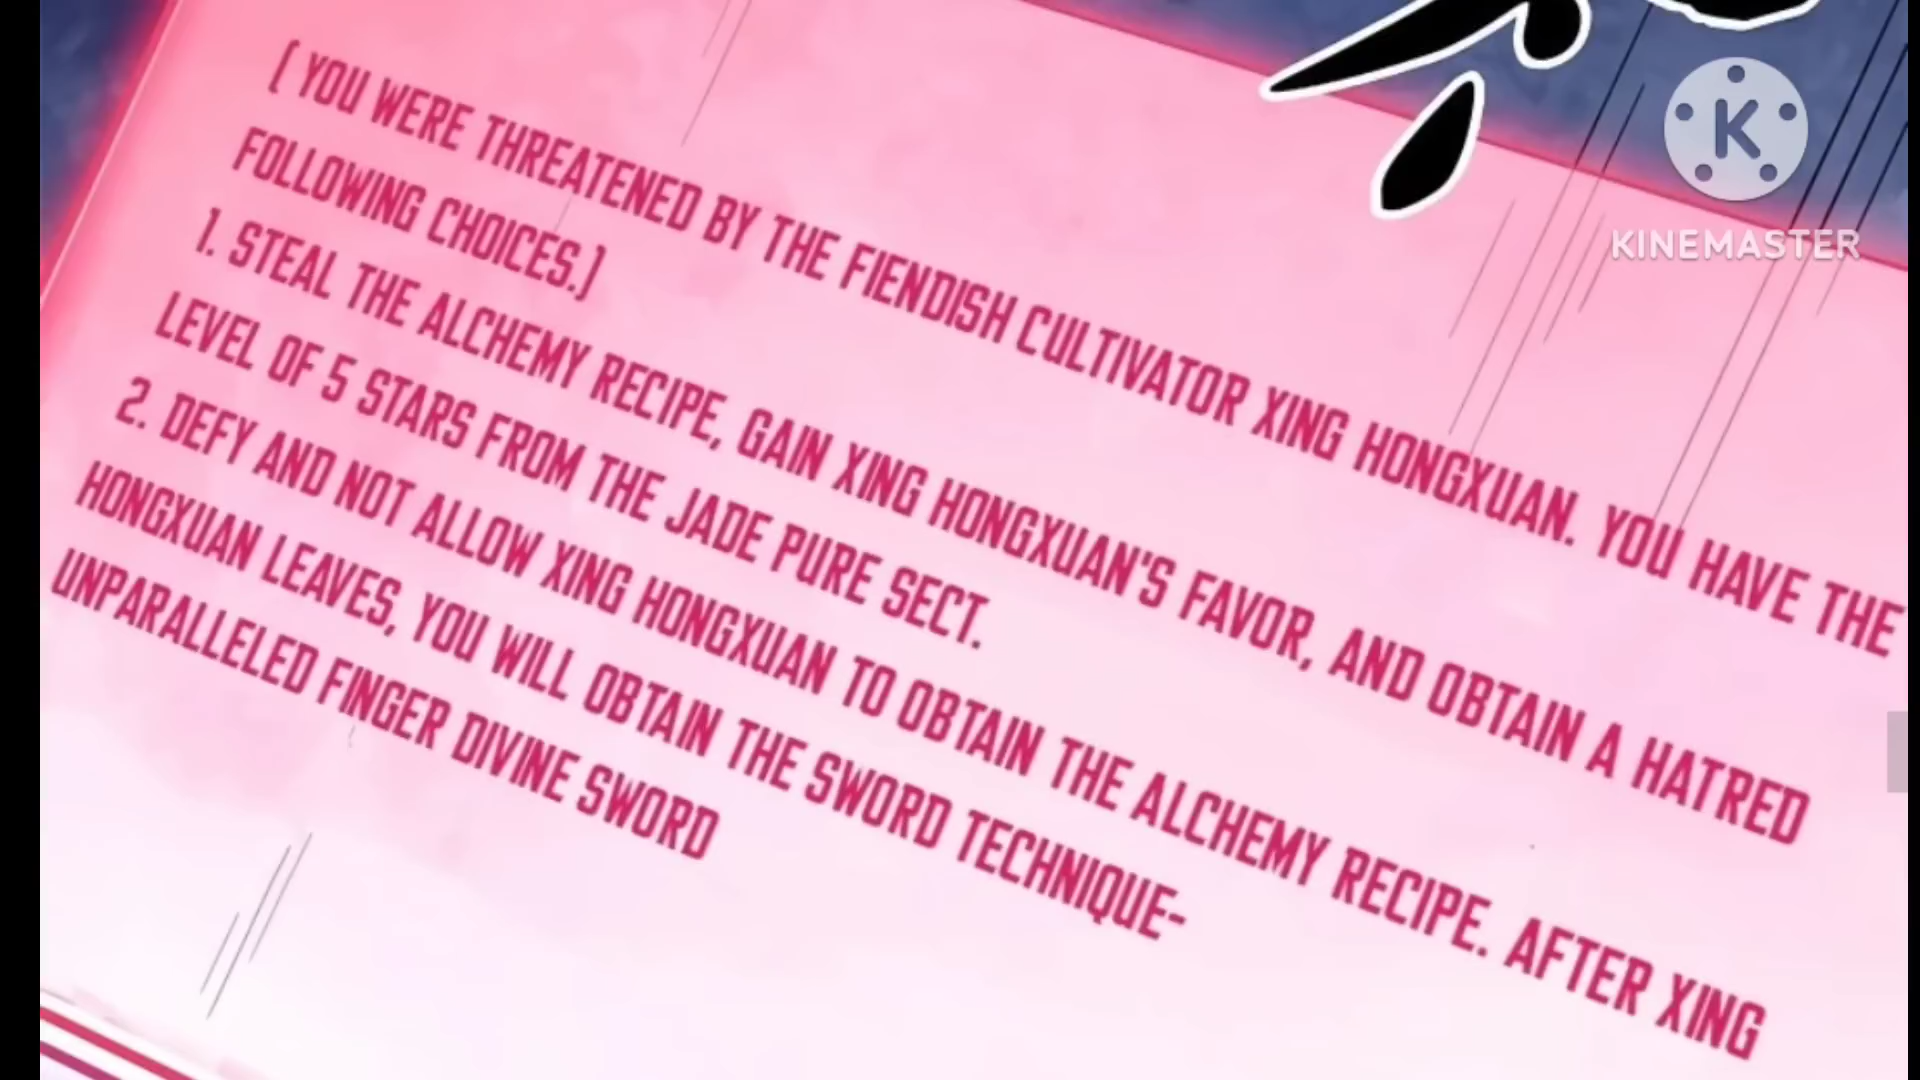 [ YOU WERE THREATENED BY THE FIENDISH CULTIVATOR XING HONGXUAN. YOU HAVE THE
FOLLOWING CHOICES.]
1. STEAL THE ALCHEMY RECIPE, GAIN XING HONGXUAN'S FAVOR, AND OBTAIN A HATRED
LEVEL OF 5 STARS FROM THE JADE PURE SECT.
2. DEFY AND NOT ALLOW XING HONGXUAN TO OBTAIN THE ALCHEMY RECIPE. AFTER XING
HONGXUAN LEAVES, YOU WILL OBTAIN THE SWORD TECHNIQUE-
UNPARALLELED FINGER DIVINE SWORD
K
KINEMASTER